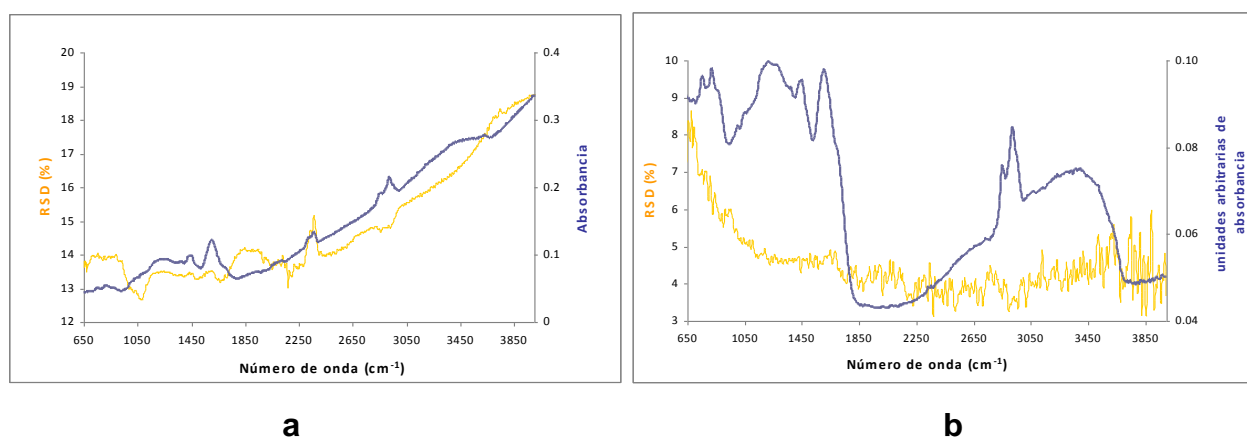 20
19
18
17
16
15
14
13
12
RSD (%)
0.4
0.3
0.2
0.1
0
Absorbancia
650 1050 1450 1850 2250 2650 3050 3450 3850
Número de onda (cm-1)
a
10
9
8
7
6
5
4
3
RSD (%)
0.10
0.08
0.06
0.04
unidades arbitrarias de
absorbancia
650 1050 1450 1850 2250 2650 3050 3450 3850
Número de onda (cm-1)
b